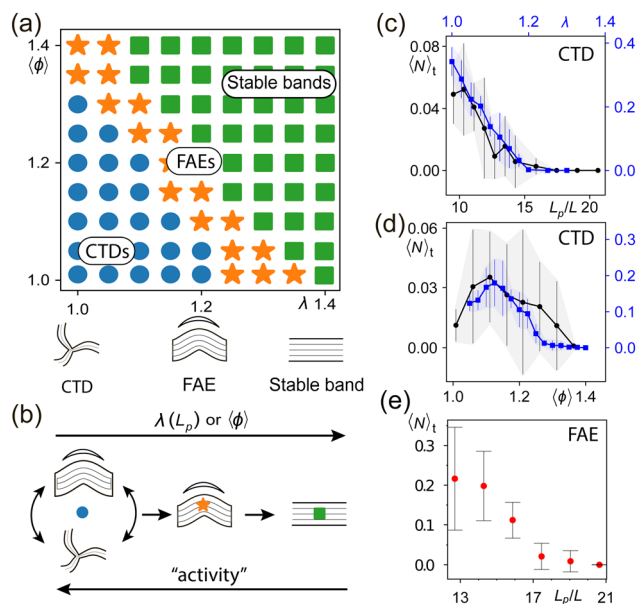 (a)
1.4
⟨ϕ⟩
1.2
1.0
Stable bands
FAEs
CTDs
1.0 1.2 λ 1.4
CTD FAE Stable band
(b)
λ (Lp) or ⟨ϕ⟩
"activity"
(c)
1.0 λ 1.4
0.08 CTD 0.4
⟨N⟩t
0.04 0.2
0.00 0.0
10 15 Lp/L 20
(d)
0.06 CTD 0.3
⟨N⟩t
0.2
0.03
0.1
0.00 0.0
1.0 1.2 ⟨ϕ⟩ 1.4
(e)
⟨N⟩t FAE
0.3
0.2
0.1
0.0
13 17 Lp/L 21